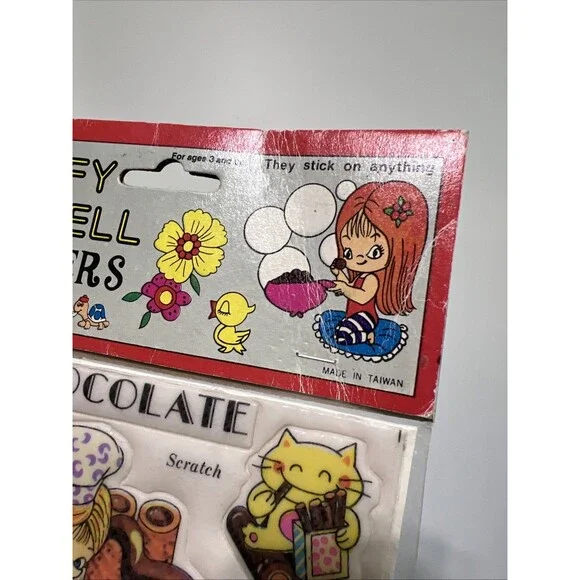 For ages 3 and
They stick on anything
FY
ELL
ERS
MADE IN TAIWAN
OCOLATE
Scratch